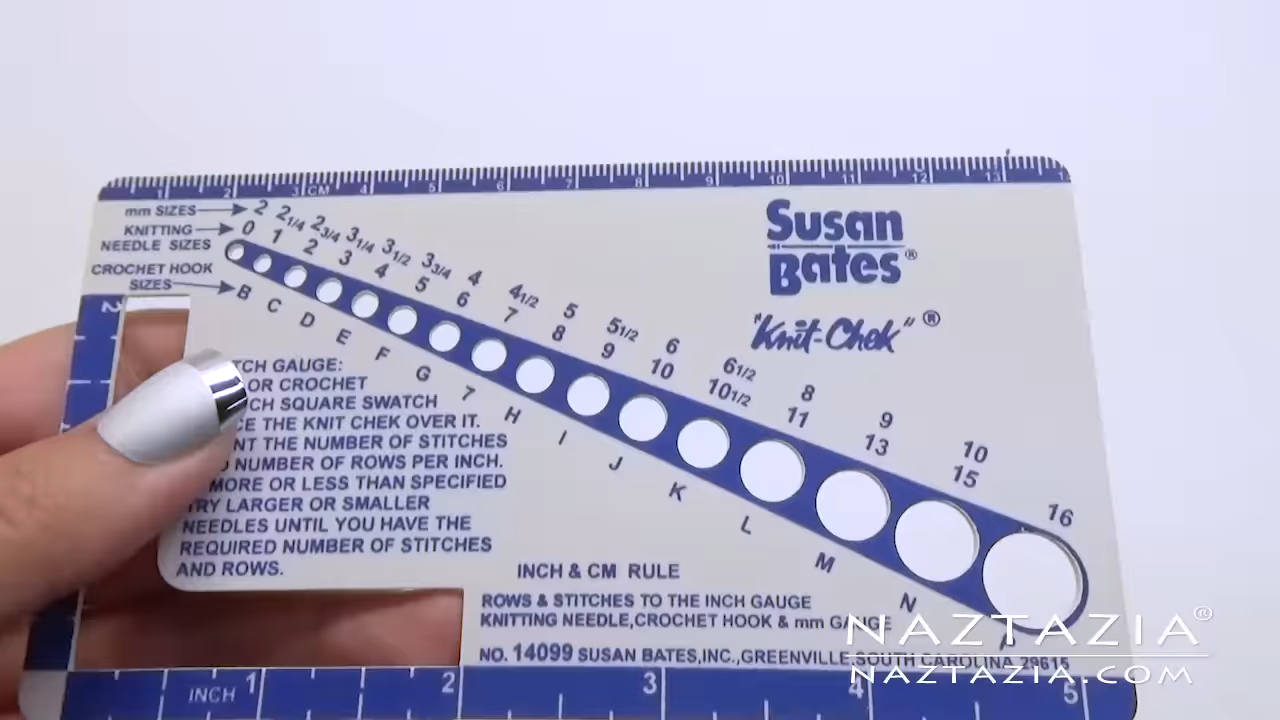 1 2 3 CM 4 5 6 7 8 9 10 11 12 13
mm SIZES 2 2 1/4 2 3/4 3 1/4 3 1/2 3 3/4 4 4 1/2 5 5 1/2 6 6 1/2 8 9 10
KNITTING
NEEDLE SIZES 0 1 2 3 4 5 6 7 8 9 10 10 1/2 11 13 15 16
CROCHET HOOK
SIZES B C D E F G 7 H I J K L M N P
Susan
Bates®
"Knit-Chek"®
2
TCH GAUGE:
OR CROCHET
CH SQUARE SWATCH
CE THE KNIT CHEK OVER IT.
NT THE NUMBER OF STITCHES
NUMBER OF ROWS PER INCH.
MORE OR LESS THAN SPECIFIED
TRY LARGER OR SMALLER
NEEDLES UNTIL YOU HAVE THE
REQUIRED NUMBER OF STITCHES
AND ROWS.
INCH & CM RULE
ROWS & STITCHES TO THE INCH GAUGE
KNITTING NEEDLE,CROCHET HOOK & mm GAUGE
NO. 14099 SUSAN BATES,INC.,GREENVILLE,SOUTH CAROLINA 29615
INCH 1 2 3 4 5
NAZTAZIA®
NAZTAZIA.COM